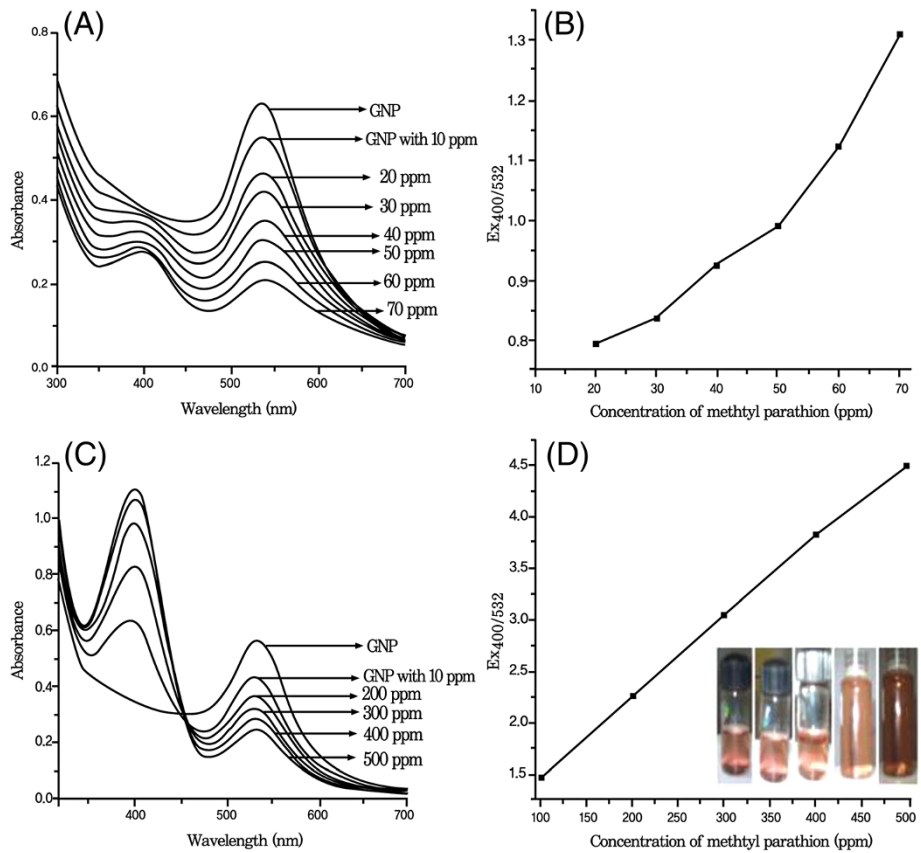 (A)
0.8
0.6
0.4
0.2
0.0
Absorbance
GNP
GNP with 10 ppm
20 ppm
30 ppm
40 ppm
50 ppm
60 ppm
70 ppm
300 400 500 600 700
Wavelength (nm)
(B)
1.3
1.2
1.1
1.0
0.9
0.8
Ex400/532
10 20 30 40 50 60 70
Concentration of methtyl parathion (ppm)
(C)
1.2
1.0
0.8
0.6
0.4
0.2
0.0
Absorbance
GNP
GNP with 10 ppm
200 ppm
300 ppm
400 ppm
500 ppm
300 400 500 600 700
Wavelength (nm)
(D)
4.5
4.0
4.5
3.0
2.5
2.0
1.5
Ex400/532
100 150 200 250 300 350 400 450 500
Concentration of methtyl parathion (ppm)